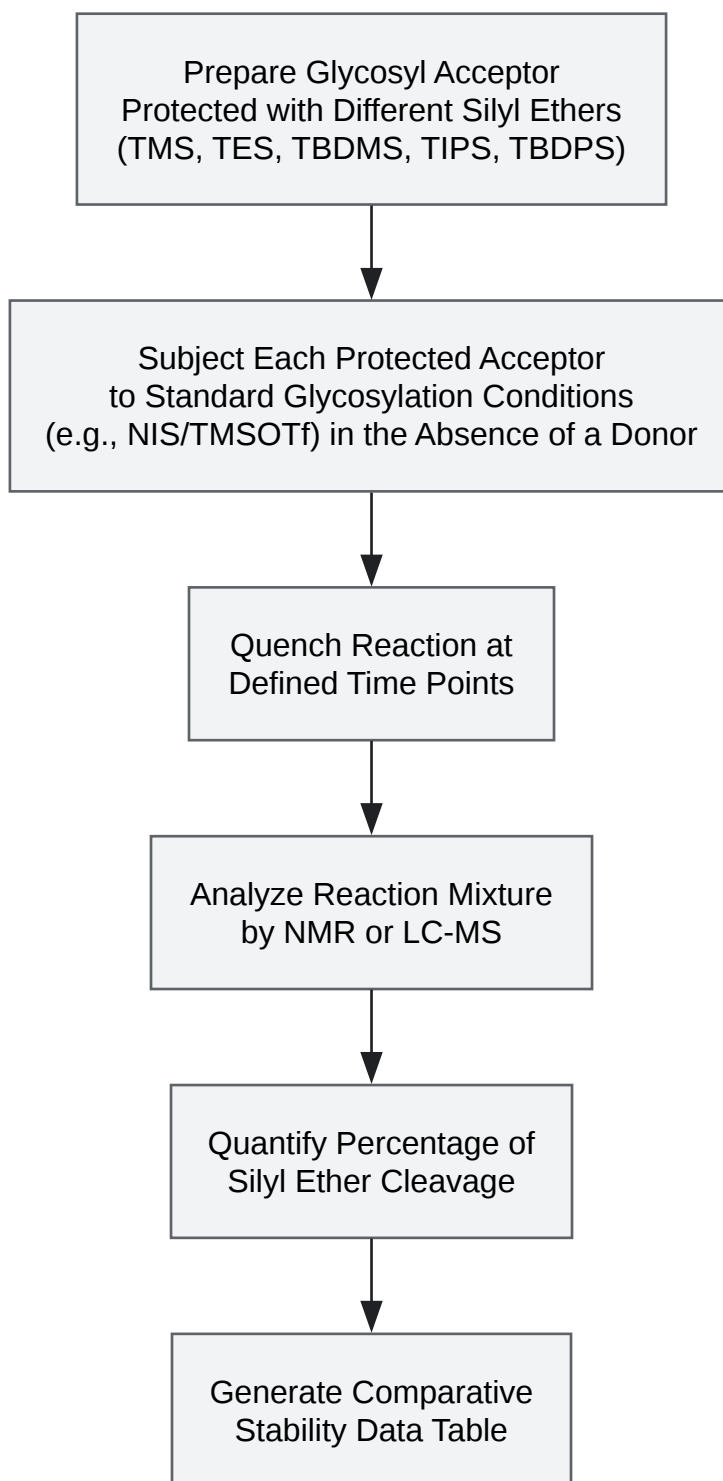 Prepare Glycosyl Acceptor
Protected with Different Silyl Ethers
(TMS, TES, TBDMS, TIPS, TBDPS)
Subject Each Protected Acceptor
to Standard Glycosylation Conditions
(e.g., NIS/TMSOTf) in the Absence of a Donor
Quench Reaction at
Defined Time Points
Analyze Reaction Mixture
by NMR or LC-MS
Quantify Percentage of
Silyl Ether Cleavage
Generate Comparative
Stability Data Table